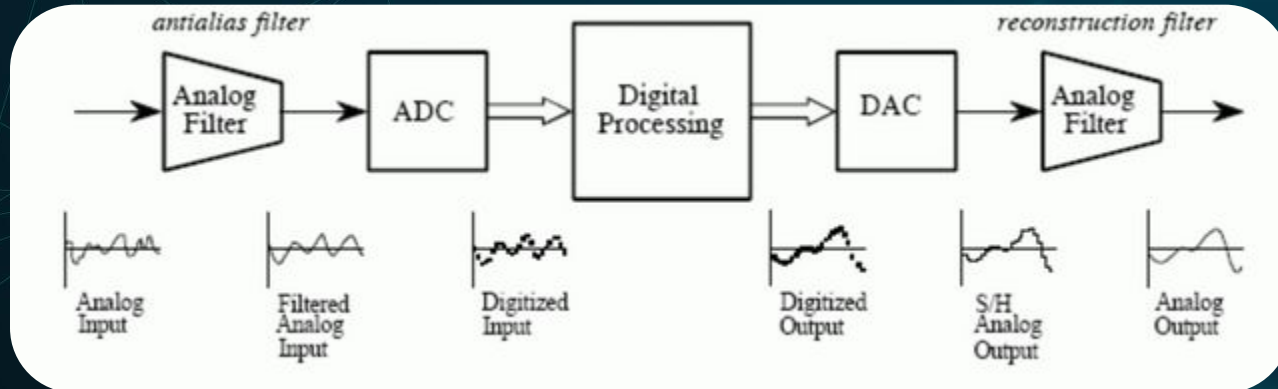 antialias filter
reconstruction filter
Analog
Filter
ADC
Digital
Processing
DAC
Analog
Filter
Analog
Input
Filtered
Analog
Input
Digitized
Input
Digitized
Output
S/H
Analog
Output
Analog
Output